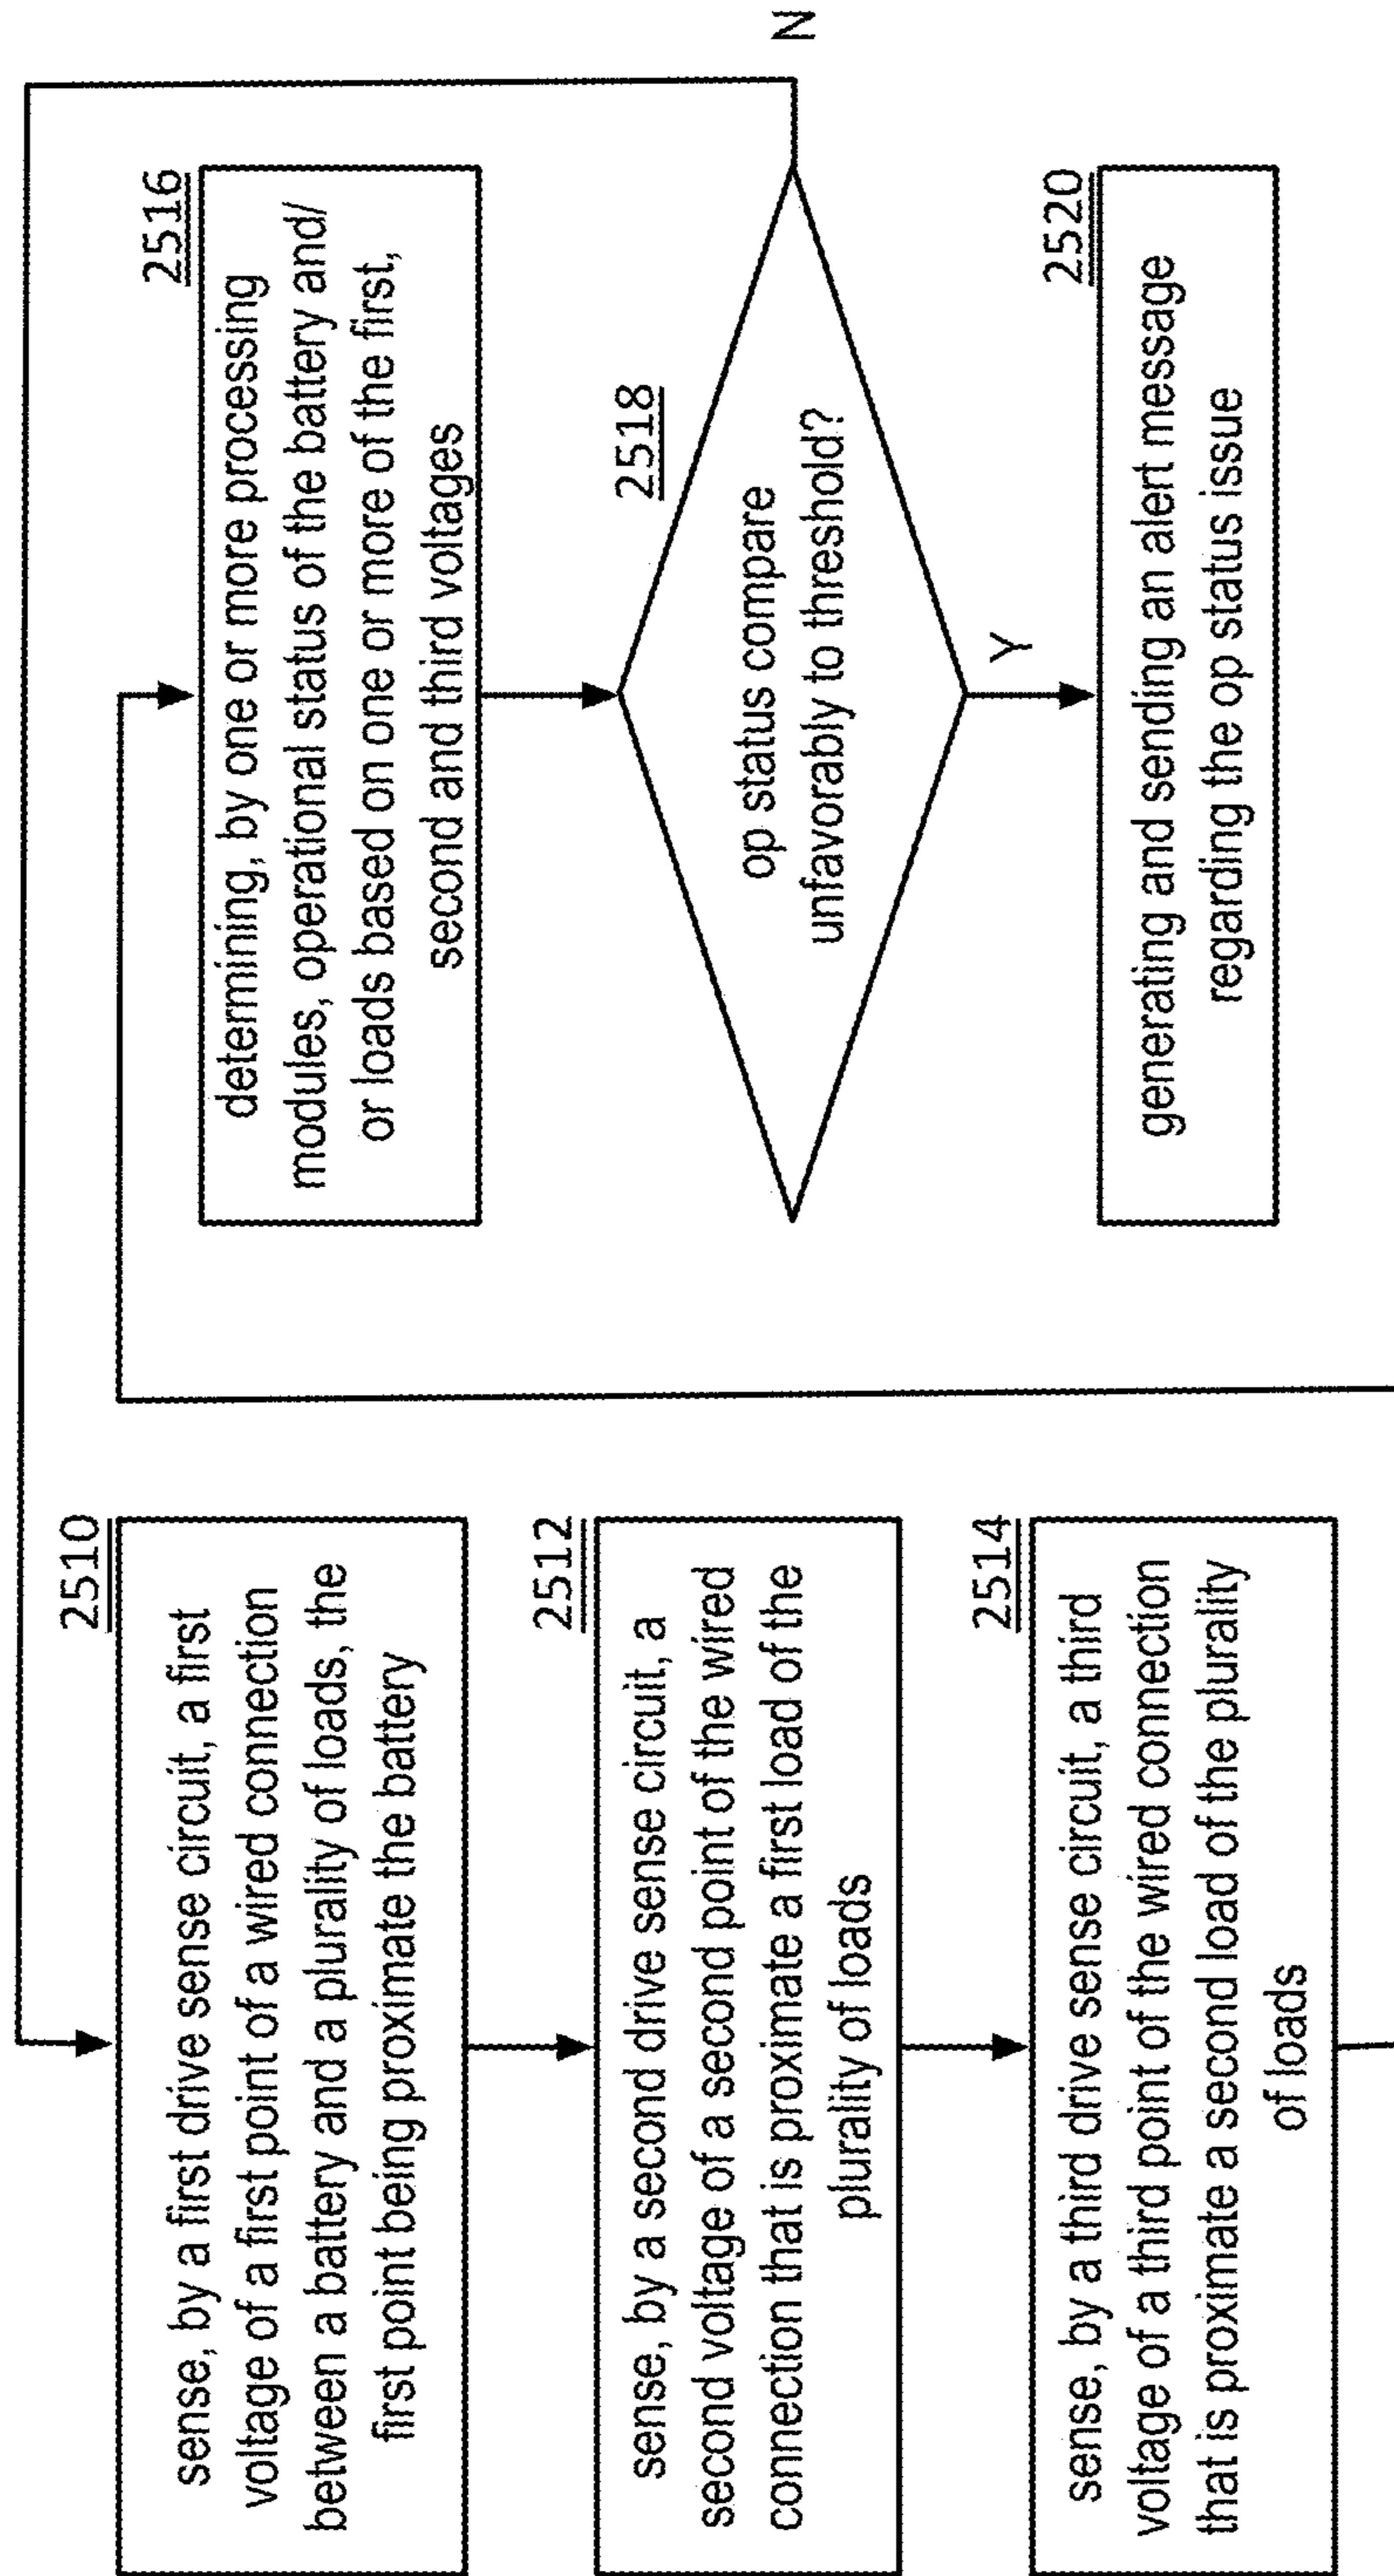 2510
sense, by a first drive sense circuit, a first
voltage of a first point of a wired connection
between a battery and a plurality of loads, the
first point being proximate the battery
2512
sense, by a second drive sense circuit, a
second voltage of a second point of the wired
connection that is proximate a first load of the
plurality of loads
2514
sense, by a third drive sense circuit, a third
voltage of a third point of the wired connection
that is proximate a second load of the plurality
of loads
2516
determining, by one or more processing
modules, operational status of the battery and/
or loads based on one or more of the first,
second and third voltages
2518
op status compare
unfavorably to threshold?
N
Y
2520
generating and sending an alert message
regarding the op status issue